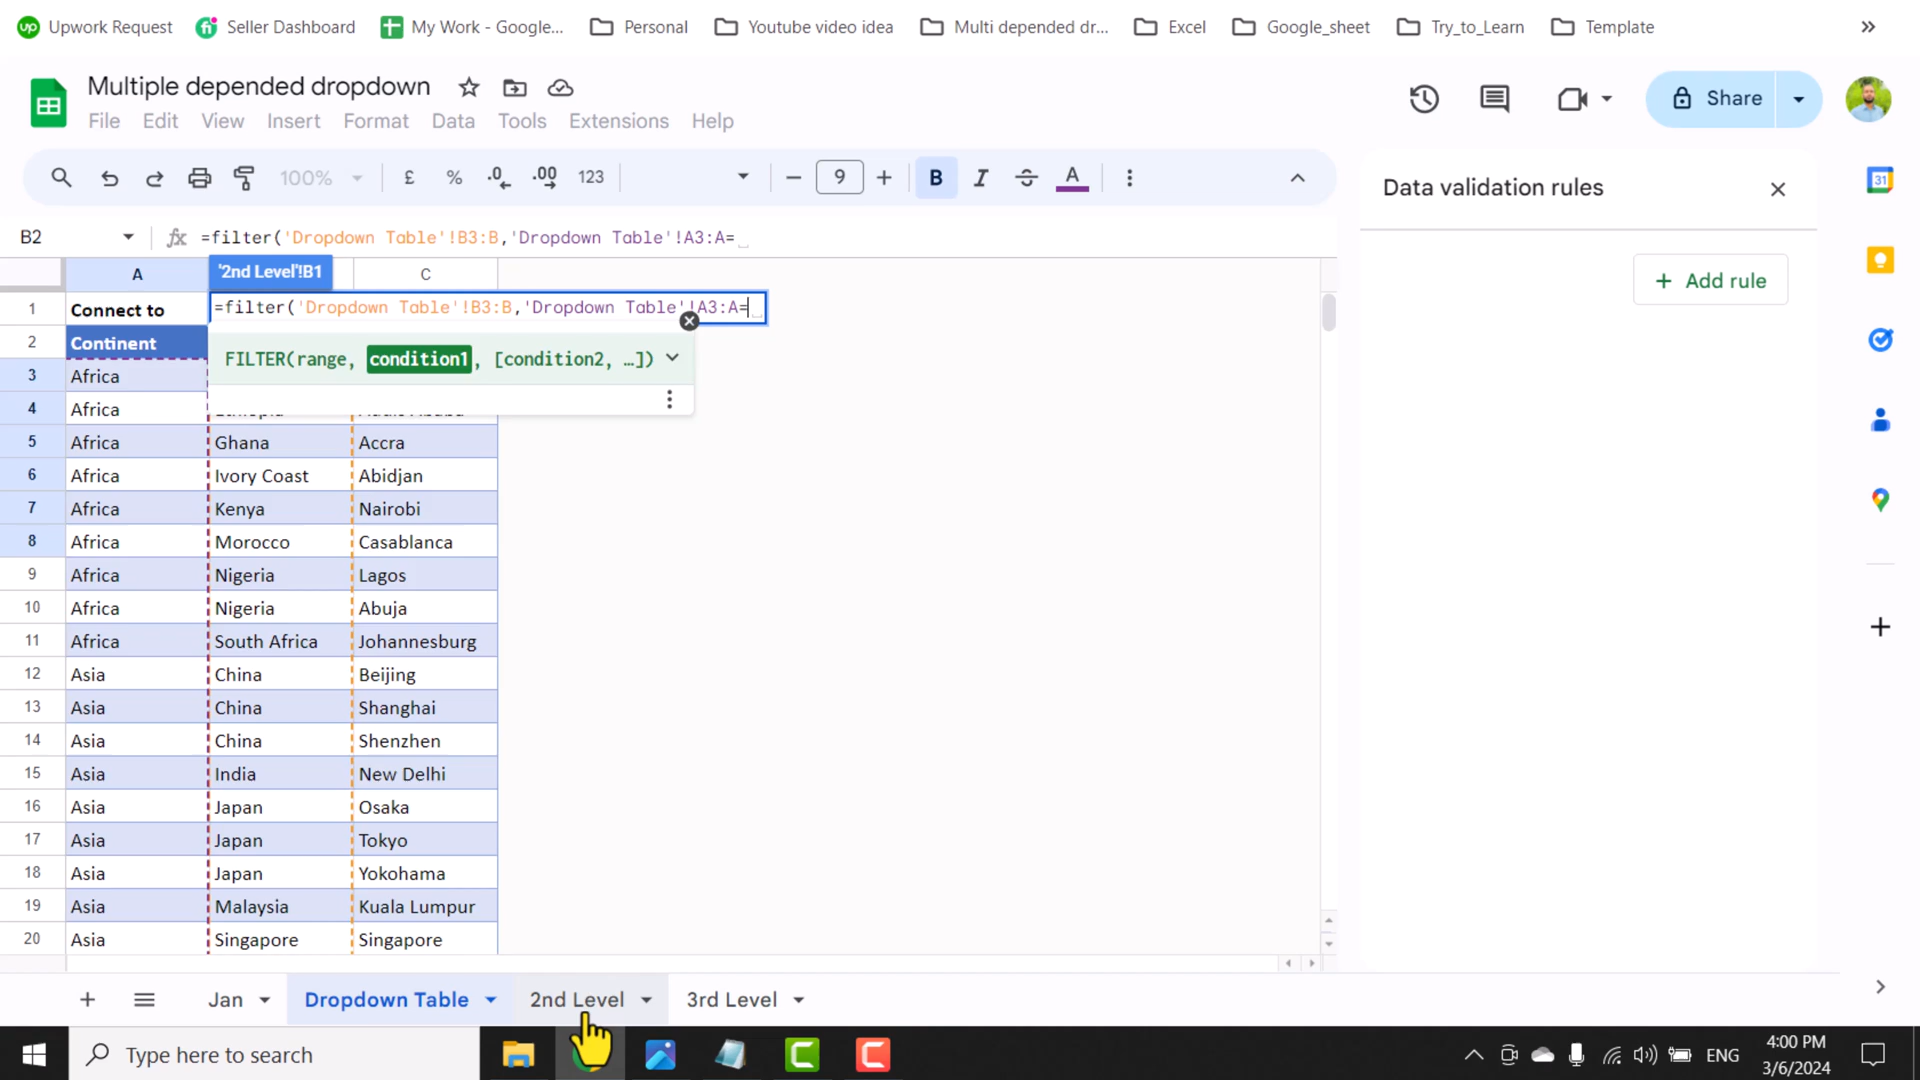 up Upwork Request fi Seller Dashboard My Work - Google... Personal Youtube video idea Multi depended dr... Excel Google_sheet Try_to_Learn Template »
Multiple depended dropdown
File Edit View Insert Format Data Tools Extensions Help
Share
100% £ % .0 .00 123 9 B I A
Data validation rules
31
B2 fx =filter('Dropdown Table'!B3:B,'Dropdown Table'!A3:A=
Add rule
A '2nd Level'!B1 C
1 Connect to =filter('Dropdown Table'!B3:B,'Dropdown Table'!A3:A=
2 Continent FILTER(range, condition1, [condition2, …])
3 Africa
4 Africa
5 Africa Ghana Accra
6 Africa Ivory Coast Abidjan
7 Africa Kenya Nairobi
8 Africa Morocco Casablanca
9 Africa Nigeria Lagos
10 Africa Nigeria Abuja
11 Africa South Africa Johannesburg
12 Asia China Beijing
13 Asia China Shanghai
14 Asia China Shenzhen
15 Asia India New Delhi
16 Asia Japan Osaka
17 Asia Japan Tokyo
18 Asia Japan Yokohama
19 Asia Malaysia Kuala Lumpur
20 Asia Singapore Singapore
Jan Dropdown Table 2nd Level 3rd Level
Type here to search
ENG
4:00 PM
3/6/2024